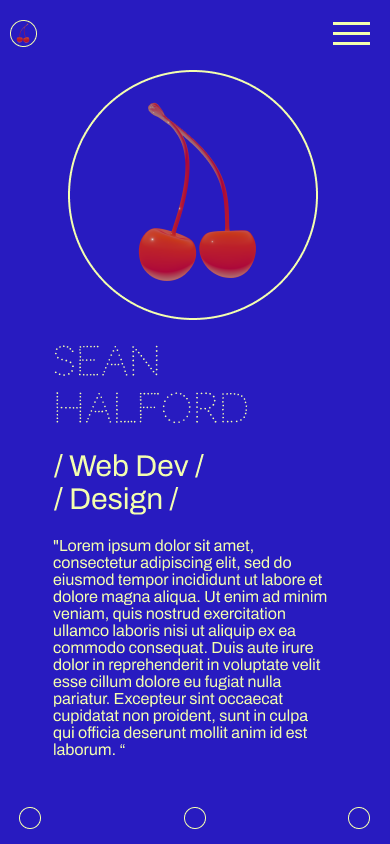 SEAN
HALFORD
/ Web Dev /
/ Design /
"Lorem ipsum dolor sit amet,
consectetur adipiscing elit, sed do
eiusmod tempor incididunt ut labore et
dolore magna aliqua. Ut enim ad minim
veniam, quis nostrud exercitation
ullamco laboris nisi ut aliquip ex ea
commodo consequat. Duis aute irure
dolor in reprehenderit in voluptate velit
esse cillum dolore eu fugiat nulla
pariatur. Excepteur sint occaecat
cupidatat non proident, sunt in culpa
qui officia deserunt mollit anim id est
laborum. “